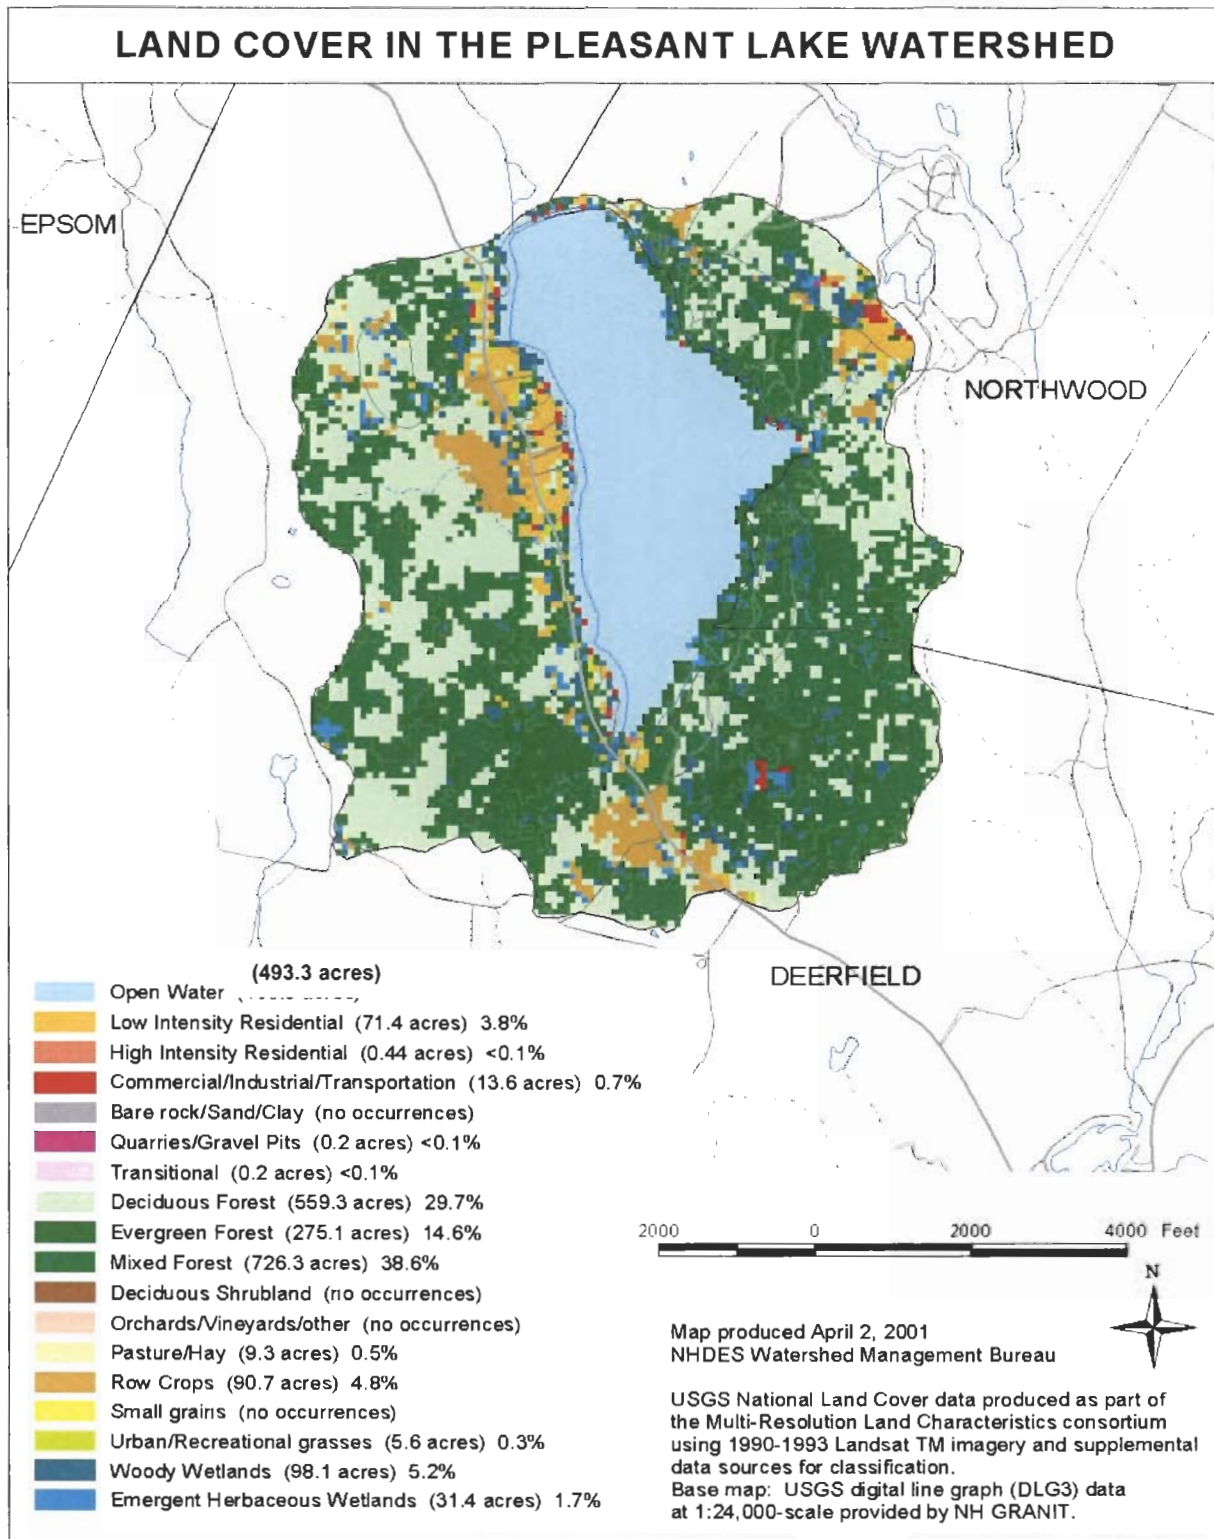 LAND COVER IN THE PLEASANT LAKE WATERSHED
EPSOM
NORTHWOOD
DEERFIELD
(493.3 acres)
Open Water
Low Intensity Residential (71.4 acres) 3.8%
High Intensity Residential (0.44 acres) <0.1%
Commercial/Industrial/Transportation (13.6 acres) 0.7%
Bare rock/Sand/Clay (no occurrences)
Quarries/Gravel Pits (0.2 acres) <0.1%
Transitional (0.2 acres) <0.1%
Deciduous Forest (559.3 acres) 29.7%
Evergreen Forest (275.1 acres) 14.6%
Mixed Forest (726.3 acres) 38.6%
Deciduous Shrubland (no occurrences)
Orchards/Vineyards/other (no occurrences)
Pasture/Hay (9.3 acres) 0.5%
Row Crops (90.7 acres) 4.8%
Small grains (no occurrences)
Urban/Recreational grasses (5.6 acres) 0.3%
Woody Wetlands (98.1 acres) 5.2%
Emergent Herbaceous Wetlands (31.4 acres) 1.7%
2000 0 2000 4000 Feet
N
Map produced April 2, 2001
NHDES Watershed Management Bureau
USGS National Land Cover data produced as part of
the Multi-Resolution Land Characteristics consortium
using 1990-1993 Landsat TM imagery and supplemental
data sources for classification.
Base map: USGS digital line graph (DLG3) data
at 1:24,000-scale provided by NH GRANIT.